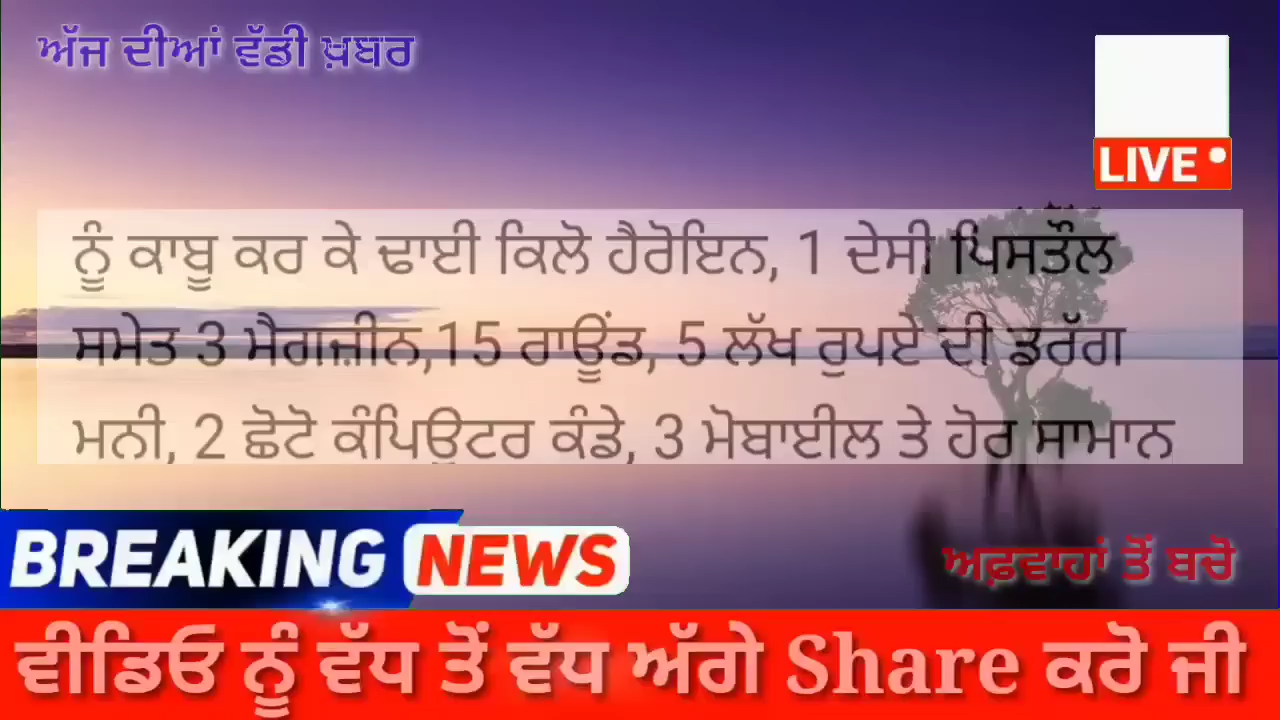 ਅੱਜ ਦੀਆਂ ਵੱਡੀ ਖ਼ਬਰ
LIVE
ਨੂੰ ਕਾਬੂ ਕਰ ਕੇ ਢਾਈ ਕਿਲੋ ਹੈਰੋਇਨ, 1 ਦੇਸੀ ਪਿਸਤੌਲ
ਸਮੇਤ 3 ਮੈਗਜ਼ੀਨ,15 ਰਾਊਂਡ, 5 ਲੱਖ ਰੁਪਏ ਦੀ ਡਰੱਗ
ਮਨੀ, 2 ਛੋਟੋ ਕੰਪਿਊਟਰ ਕੰਡੇ, 3 ਮੋਬਾਈਲ ਤੇ ਹੋਰ ਸਾਮਾਨ
BREAKING NEWS
ਅਫ਼ਵਾਹਾਂ ਤੋਂ ਬਚੋ
ਵੀਡਿਓ ਨੂੰ ਵੱਧ ਤੋਂ ਵੱਧ ਅੱਗੇ Share ਕਰੋ ਜੀ